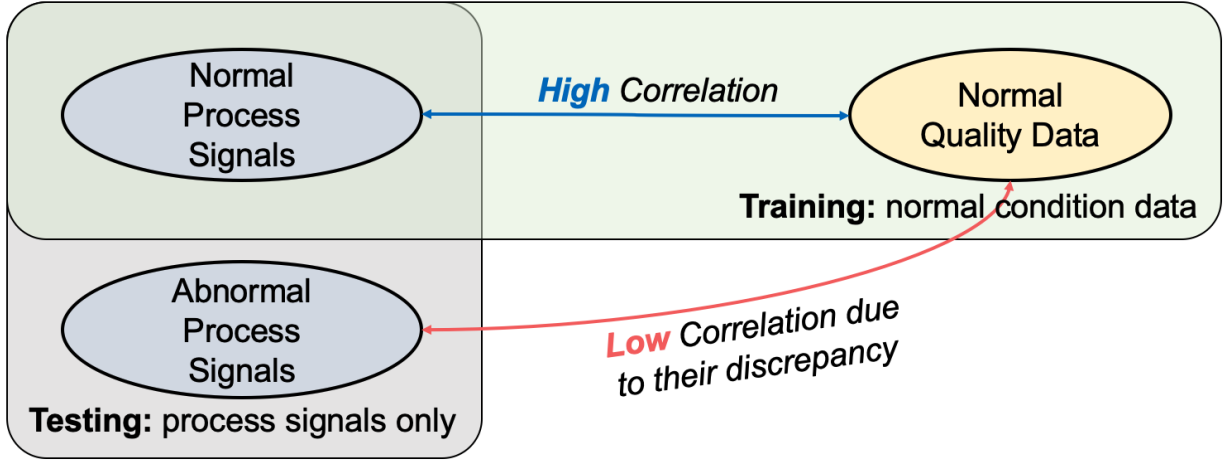 Normal
Process
Signals
High Correlation
Normal
Quality Data
Training: normal condition data
Abnormal
Process
Signals
Low Correlation due
to their discrepancy
Testing: process signals only